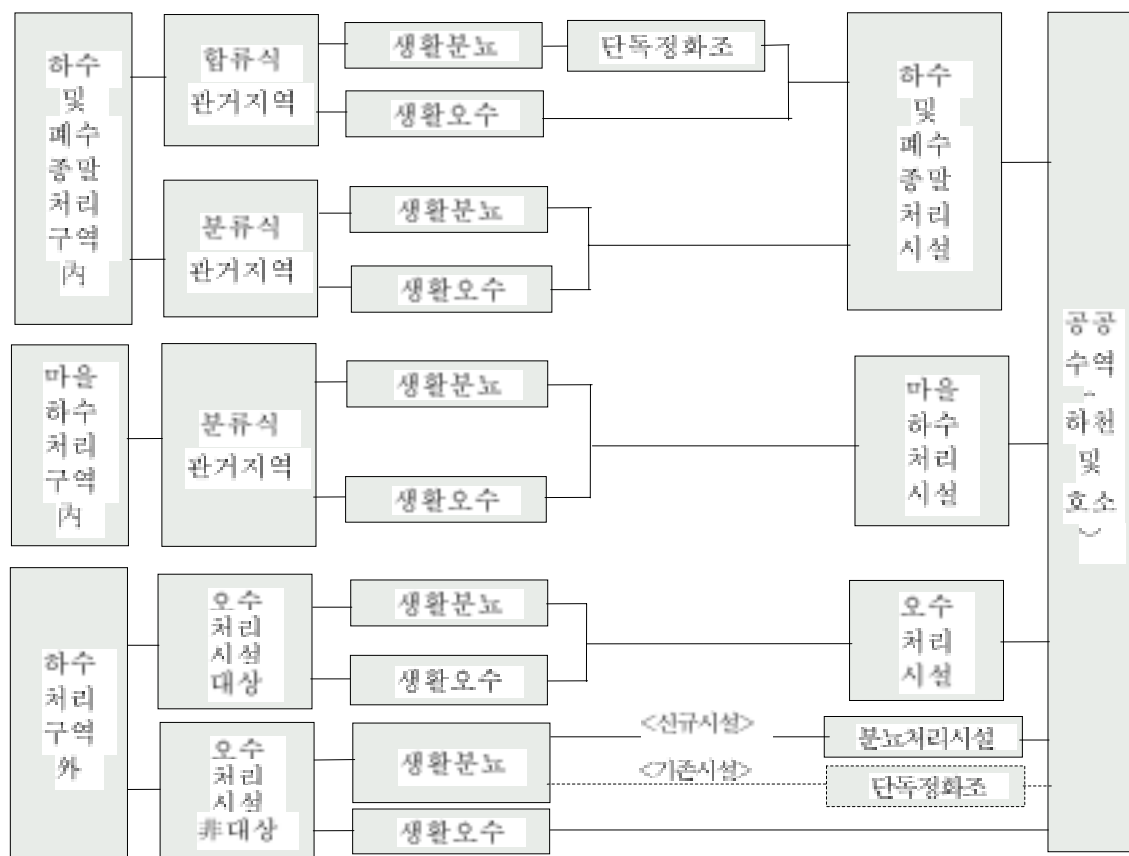 하수
및
폐수
종말
처리
구역
内
합류식
관거지역
생활분뇨
단독정화조
생활오수
분류식
관거지역
생활분뇨
생활오수
하수
및
폐수
종말
처리
시설
마을
하수
처리
구역
内
분류식
관거지역
생활분뇨
생활오수
마을
하수
처리
시설
하수
처리
구역
外
오수
처리
시설
대상
생활분뇨
생활오수
오수
처리
시설
오수
처리
시설
非대상
생활분뇨
<신규시설>
분뇨처리시설
<기존시설>
단독정화조
생활오수
공공
수역
(
하천
및
호소
)